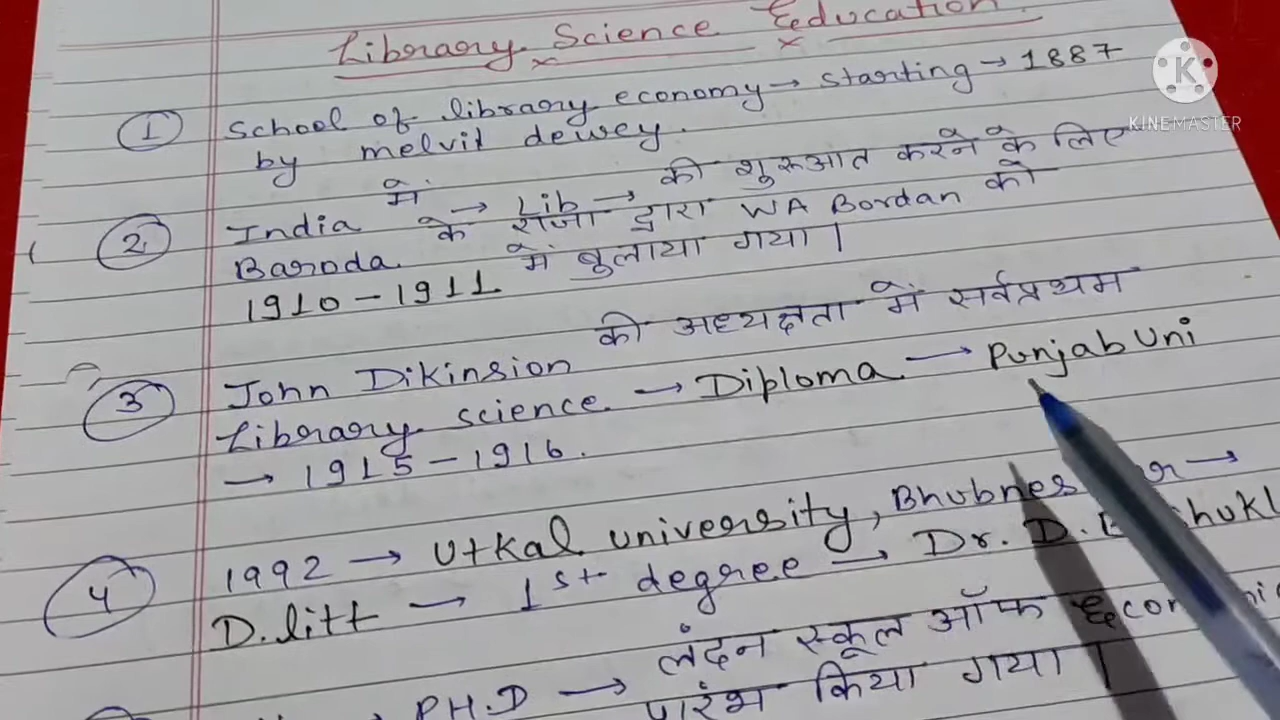 Library Science Education.
KINEMASTER
① School of library economy → starting → 1887
by melvil dewey.
② India में → Lib → की शुरुआत करने के लिए
Baroda के राजा द्वारा WA Bordan को
1910-1911 में बुलाया गया।
③ John Dikinsion की अध्यक्षता में सर्वप्रथम
Library science → Diploma → Punjab Uni
→ 1915-1916.
④ 1992 → Utkal university, →
D.litt → 1st degree → Dr. D.
PH.D → लंदन स्कूल ऑफ
प्रारंभ किया गया।